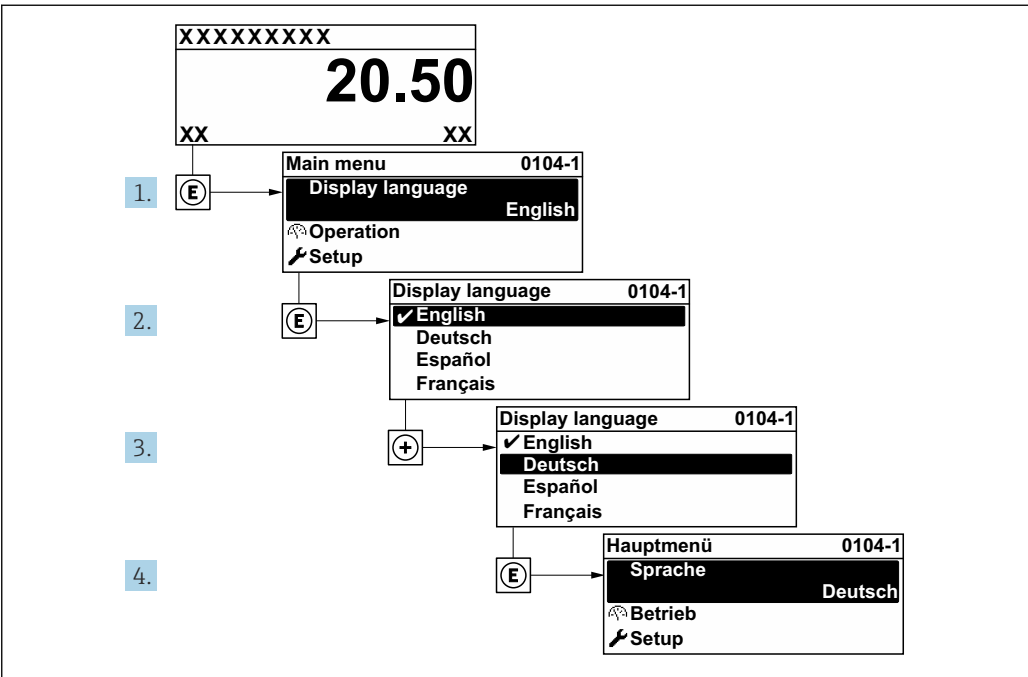 XXXXXXXXX
20.50
XX XX
1. E
Main menu 0104-1
Display language
English
Operation
Setup
2. E
Display language 0104-1
✔English
Deutsch
Español
Français
3. +
Display language 0104-1
✔English
Deutsch
Español
Français
4. E
Hauptmenü 0104-1
Sprache
Deutsch
Betrieb
Setup